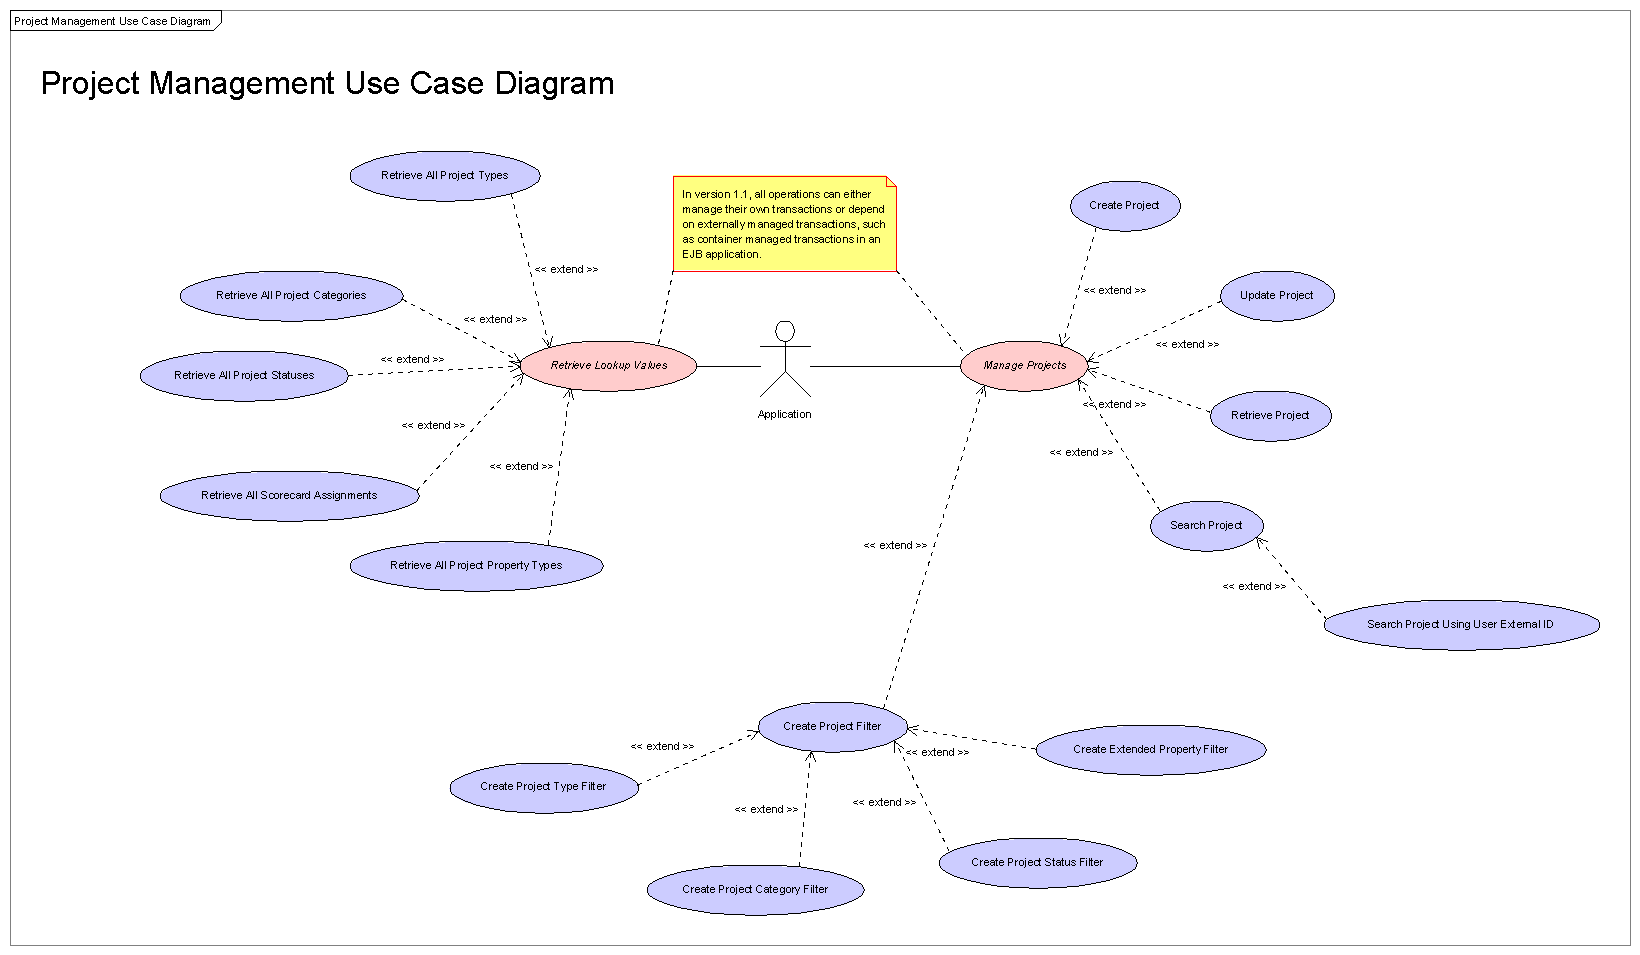 Project Management Use Case Diagram
Project Management Use Case Diagram
Retrieve All Project Types
In version 1.1, all operations can either
manage their own transactions or depend
on externally managed transactions, such
as container managed transactions in an
EJB application.
Create Project
<< extend >>
Retrieve All Project Categories
<< extend >>
Update Project
<< extend >>
<< extend >>
<< extend >>
Retrieve All Project Statuses
Retrieve Lookup Values
Application
Manage Projects
<< extend >>
Retrieve Project
<< extend >>
<< extend >>
<< extend >>
Retrieve All Scorecard Assignments
Search Project
<< extend >>
Retrieve All Project Property Types
<< extend >>
Search Project Using User External ID
Create Project Filter
<< extend >>
<< extend >>
Create Extended Property Filter
Create Project Type Filter
<< extend >>
<< extend >>
Create Project Status Filter
Create Project Category Filter